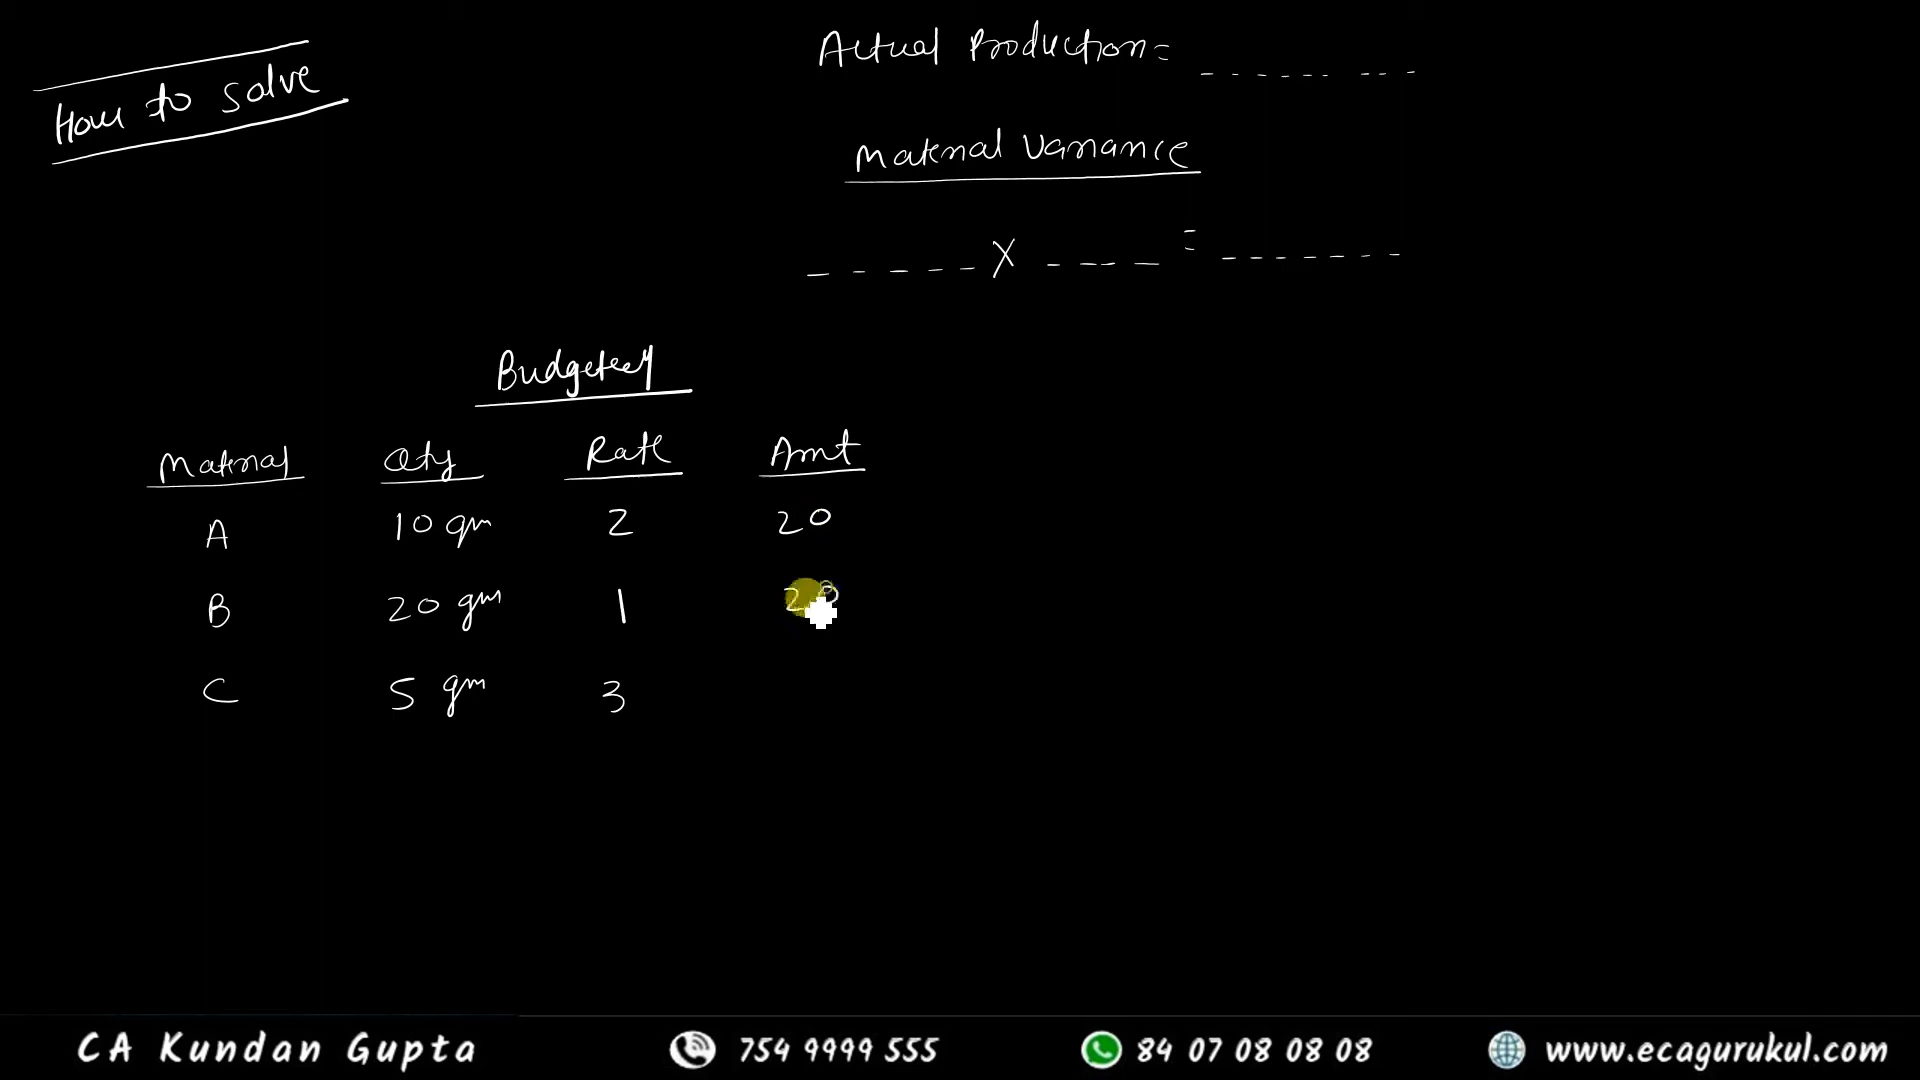 How to solve
Actual Production = - - - - - - - - -
Material Variance
- - - - - X - - - - = - - - - - - -
Budgeted
Material Qty Rate Amt
A 10 gm 2 20
B 20 gm 1 20
C 5 gm 3
CA Kundan Gupta 754 9999 555 84 07 08 08 08 www.ecagurukul.com